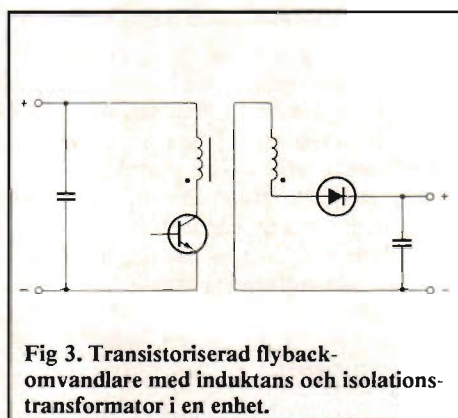 +
+
−
−
Fig 3. Transistoriserad flyback-
omvandlare med induktans och isolations-
transformator i en enhet.